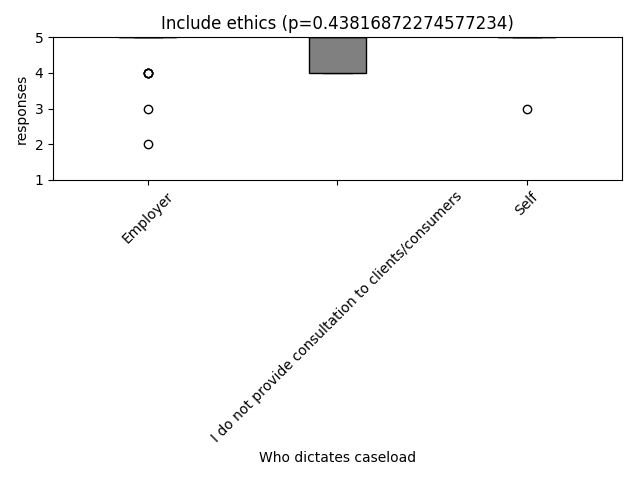 Include ethics (p=0.43816872274577234)
responses
5
4
3
2
1
Employer
I do not provide consultation to clients/consumers
Self
Who dictates caseload